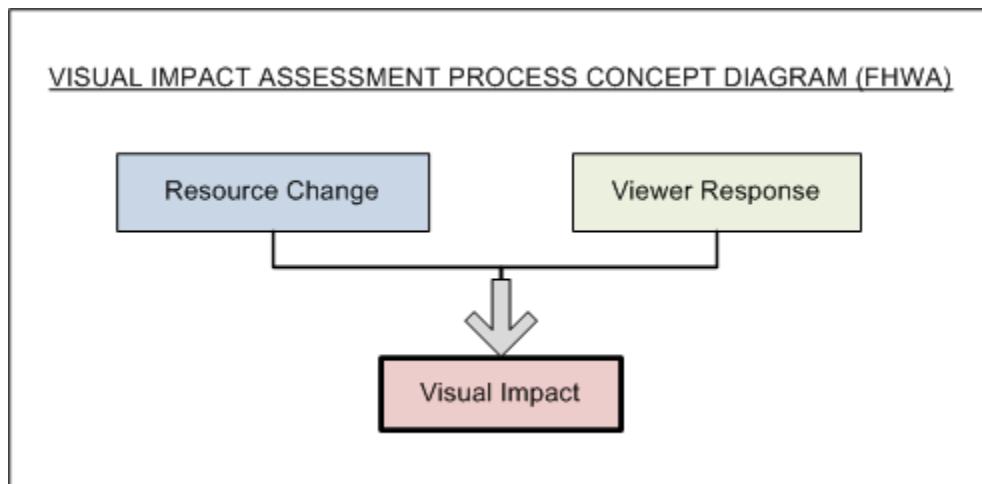 VISUAL IMPACT ASSESSMENT PROCESS CONCEPT DIAGRAM (FHWA)
Resource Change
Viewer Response
Visual Impact